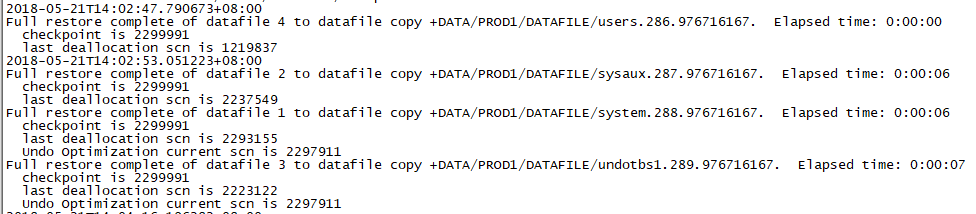 2018-05-21T14:02:47.790673+08:00
Full restore complete of datafile 4 to datafile copy +DATA/PROD1/DATAFILE/users.286.976716167.  Elapsed time: 0:00:00
  checkpoint is 2299991
  last deallocation scn is 1219837
2018-05-21T14:02:53.051223+08:00
Full restore complete of datafile 2 to datafile copy +DATA/PROD1/DATAFILE/sysaux.287.976716167.  Elapsed time: 0:00:06
  checkpoint is 2299991
  last deallocation scn is 2237549
Full restore complete of datafile 1 to datafile copy +DATA/PROD1/DATAFILE/system.288.976716167.  Elapsed time: 0:00:06
  checkpoint is 2299991
  last deallocation scn is 2293155
  Undo Optimization current scn is 2297911
Full restore complete of datafile 3 to datafile copy +DATA/PROD1/DATAFILE/undotbs1.289.976716167.  Elapsed time: 0:00:07
  checkpoint is 2299991
  last deallocation scn is 2223122
  Undo Optimization current scn is 2297911